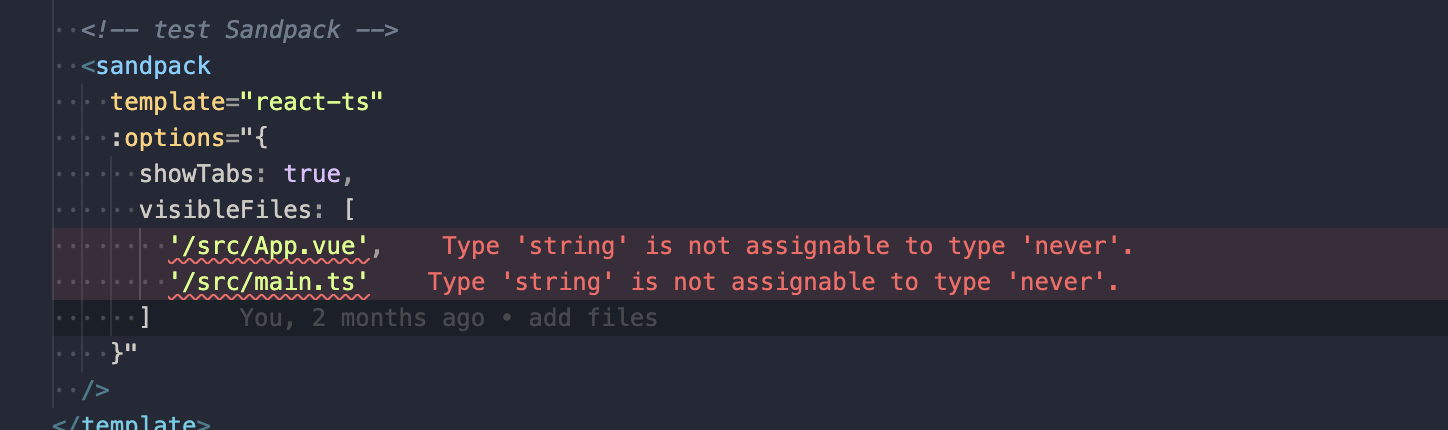 <!-- test Sandpack -->
<sandpack
template="react-ts"
:options="{
showTabs: true,
visibleFiles: [
'/src/App.vue', Type 'string' is not assignable to type 'never'.
'/src/main.ts' Type 'string' is not assignable to type 'never'.
] You, 2 months ago • add files
}"
/>
</template>